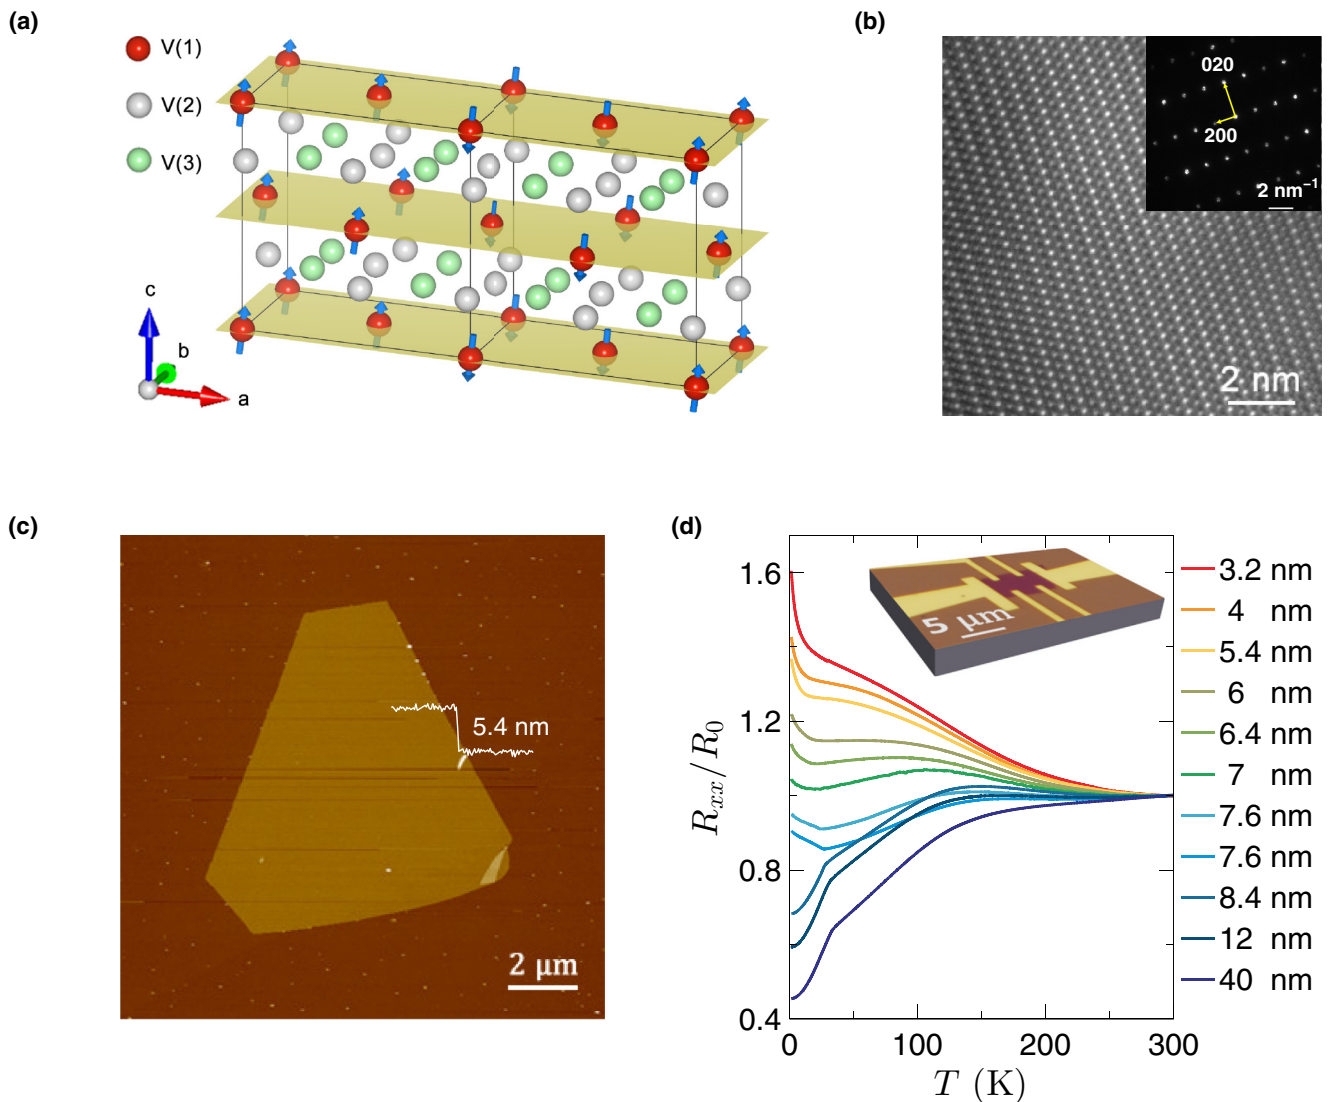 (a)
V(1)
V(2)
V(3)
c
b
a
(b)
020
200
2 nm⁻¹
2 nm
(c)
5.4 nm
2 μm
(d)
1.6
1.2
0.8
0.4
R_{xx}/R_0
0 100 200 300
T (K)
5 μm
3.2 nm
4 nm
5.4 nm
6 nm
6.4 nm
7 nm
7.6 nm
7.6 nm
8.4 nm
12 nm
40 nm